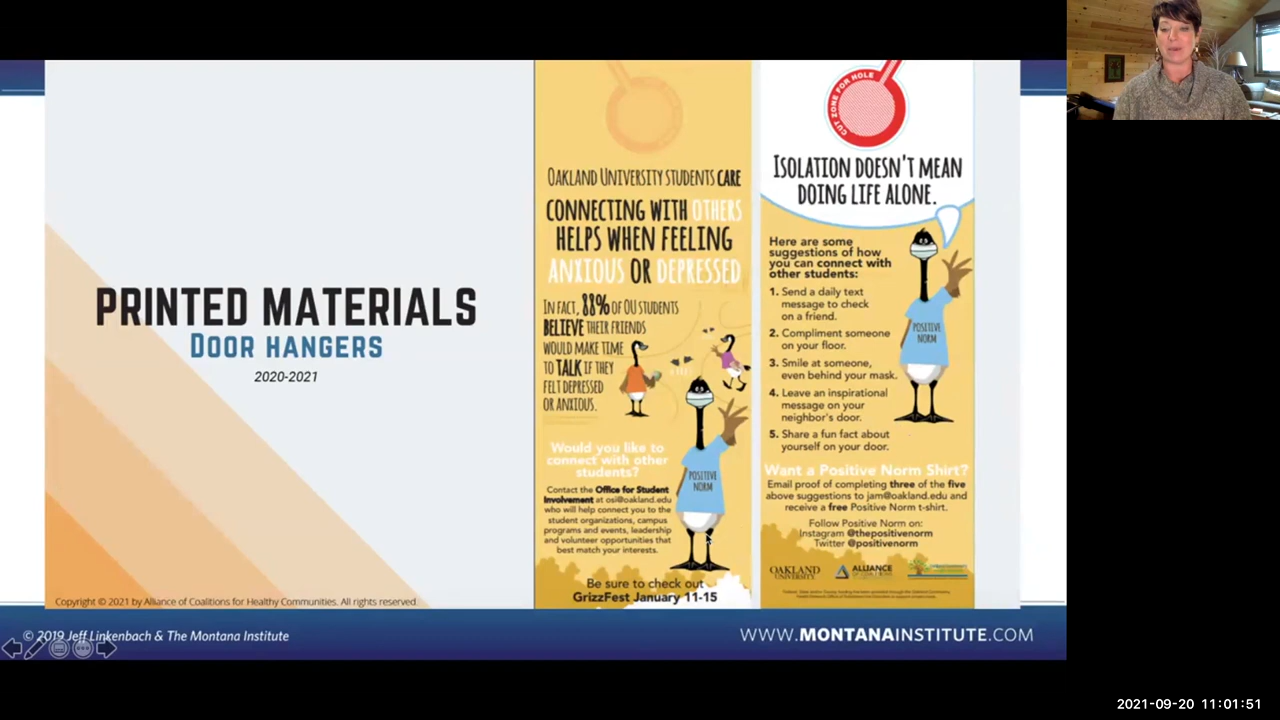 PRINTED MATERIALS
DOOR HANGERS
2020-2021
Copyright © 2021 by Alliance of Coalitions for Healthy Communities. All rights reserved
OAKLAND UNIVERSITY STUDENTS CARE
CONNECTING WITH OTHERS
HELPS WHEN FEELING
ANXIOUS OR DEPRESSED
IN FACT, 88% OF OU STUDENTS
BELIEVE THEIR FRIENDS
WOULD MAKE TIME
TO TALK IF THEY
FELT DEPRESSED
OR ANXIOUS.
POSITIVE
NORM
Would you like to
connect with other
students?
Contact the Office for Student
Involvement at osi@oakland.edu
who will help connect you to the
student organizations, campus
programs and events, leadership
and volunteer opportunities that
best match your interests.
Be sure to check out
GrizzFest January 11-15
CUT ZONE FOR HOLE
ISOLATION DOESN'T MEAN
DOING LIFE ALONE.
Here are some
suggestions of how
you can connect with
other students:
1. Send a daily text
message to check
on a friend.
2. Compliment someone
on your floor.
3. Smile at someone,
even behind your mask.
4. Leave an inspirational
message on your
neighbor's door.
5. Share a fun fact about
yourself on your door.
POSITIVE
NORM
Want a Positive Norm Shirt?
Email proof of completing three of the five
above suggestions to jam@oakland.edu and
receive a free Positive Norm t-shirt.
Follow Positive Norm on:
Instagram @thepositivenorm
Twitter @positivenorm
OAKLAND
UNIVERSITY
ALLIANCE
© 2019 Jeff Linkenbach & The Montana Institute
WWW.MONTANAINSTITUTE.COM
2021-09-20 11:01:51